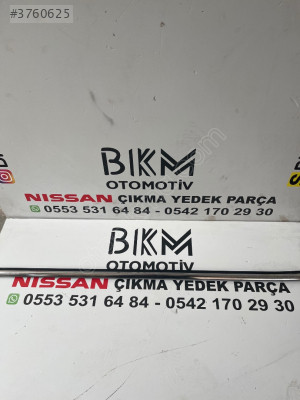 #3760625
BKM
OTOMOTİV
NISSAN ÇIKMA YEDEK PARÇA
0553 531 64 84 - 0542 170 29 30
BKM
OTOMOTİV
NISSAN ÇIKMA YEDEK PARÇA
0553 531 64 84 - 0542 170 29 30